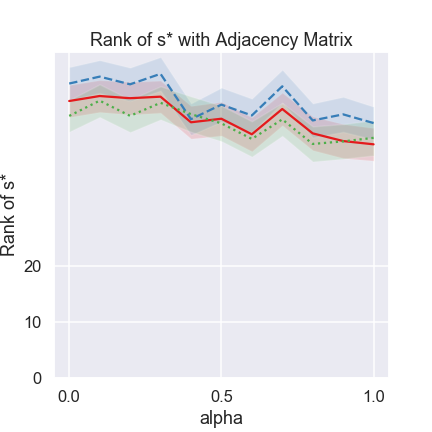 Rank of s* with Adjacency Matrix
Rank of s*
20
10
0
0.0 0.5 1.0
alpha